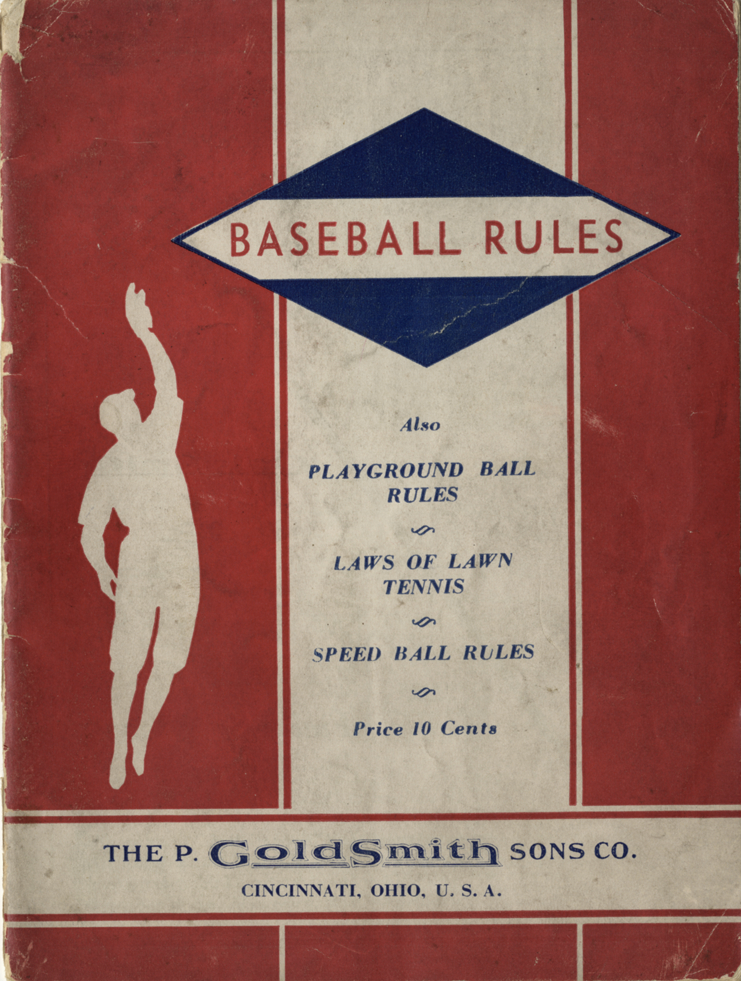 BASEBALL RULES
Also
PLAYGROUND BALL
RULES
LAWS OF LAWN
TENNIS
SPEED BALL RULES
Price 10 Cents
THE P. GoldSmith SONS CO.
CINCINNATI, OHIO, U. S. A.